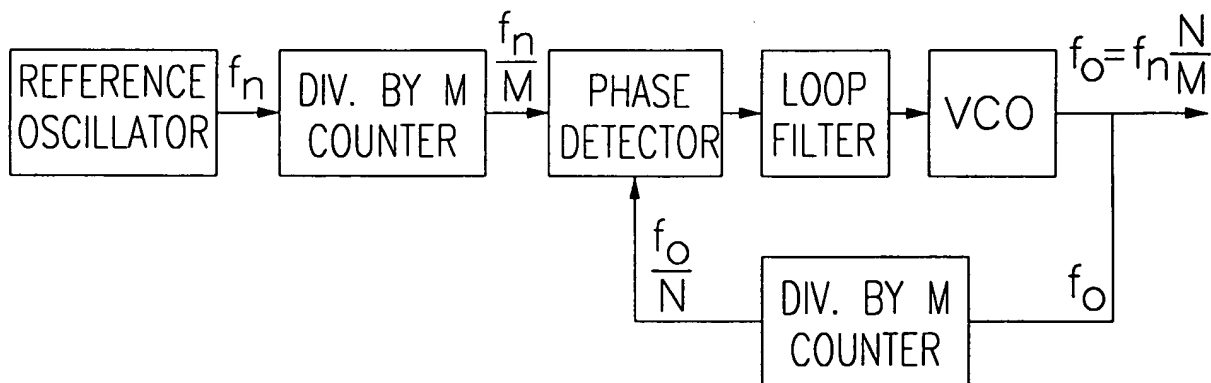 REFERENCE
OSCILLATOR
fn
DIV. BY M
COUNTER
fn
M
PHASE
DETECTOR
LOOP
FILTER
VCO
fo=fn N
M
fo
N
DIV. BY M
COUNTER
fo